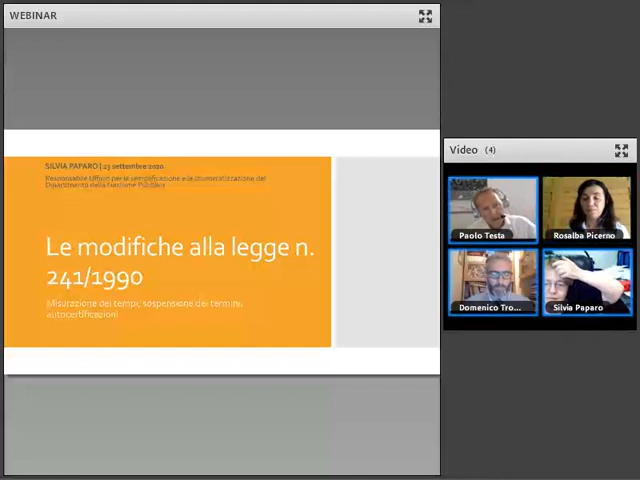 WEBINAR
SILVIA PAPARO | 23 settembre 2020
Responsabile Ufficio per la semplificazione e la sburocratizzazione del
Dipartimento della Funzione Pubblica
Le modifiche alla legge n.
241/1990
Misurazione dei tempi, sospensione dei termini,
autocertificazioni
Video (4)
Paolo Testa
Rosalba Picerno
Domenico Tro...
Silvia Paparo